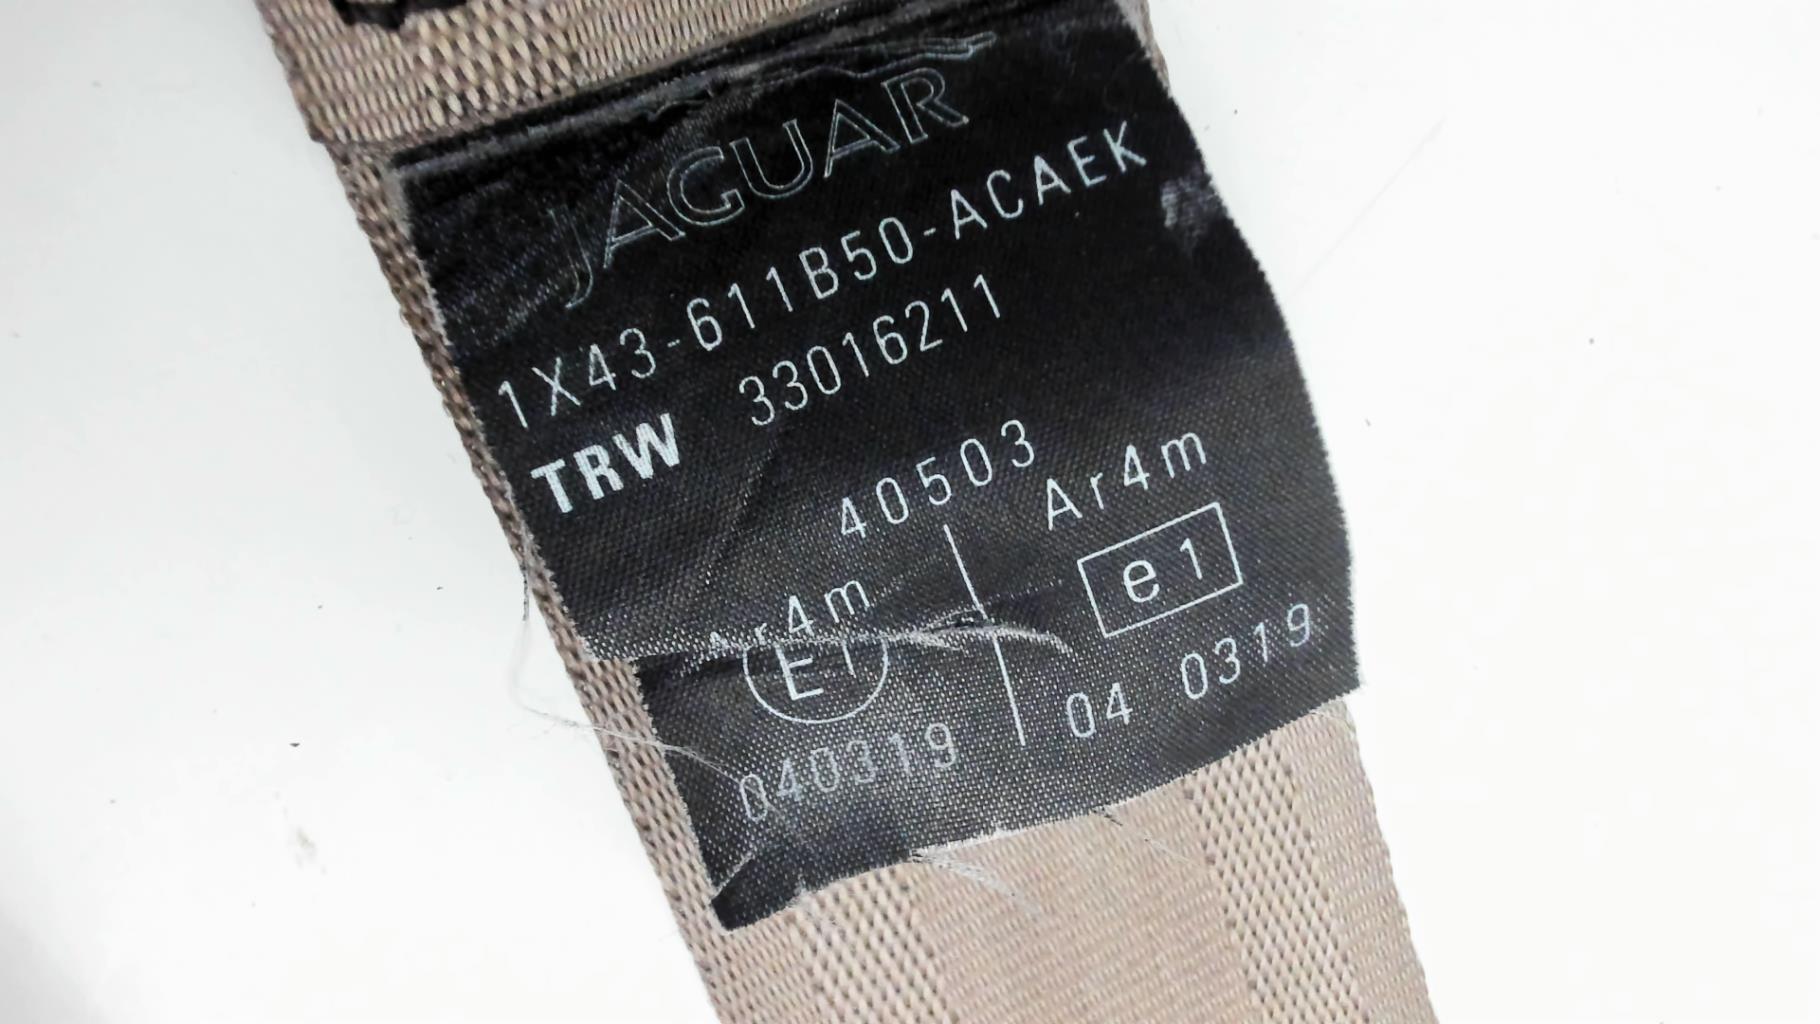 JAGUAR
1X43-611B50-ACAEK
TRW 33016211
40503
Ar4m Ar4m
E1 e1
040319 04 0319